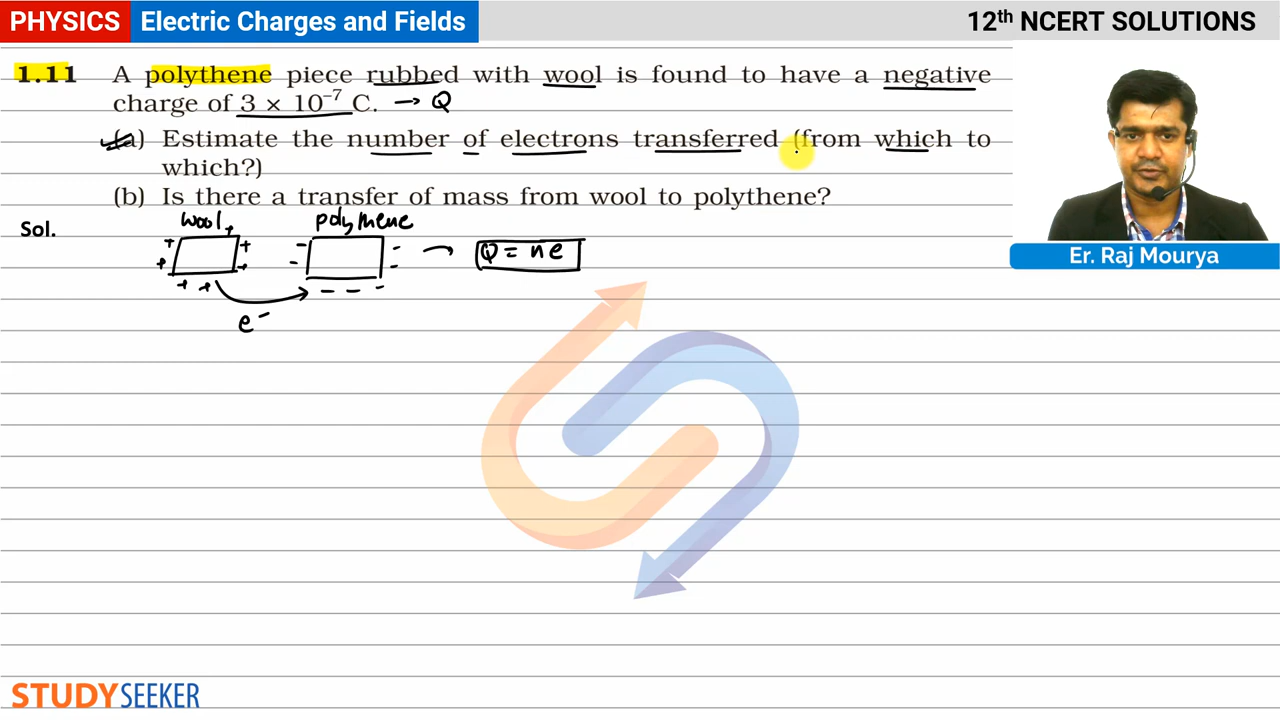 PHYSICS Electric Charges and Fields 12th NCERT SOLUTIONS
1.11 A polythene piece rubbed with wool is found to have a negative
charge of 3 × 10⁻⁷ C. → Q
(a) Estimate the number of electrons transferred (from which to
which?)
(b) Is there a transfer of mass from wool to polythene?
Sol.
wool polythene
Q = ne
e⁻
Er. Raj Mourya
STUDYSEEKER